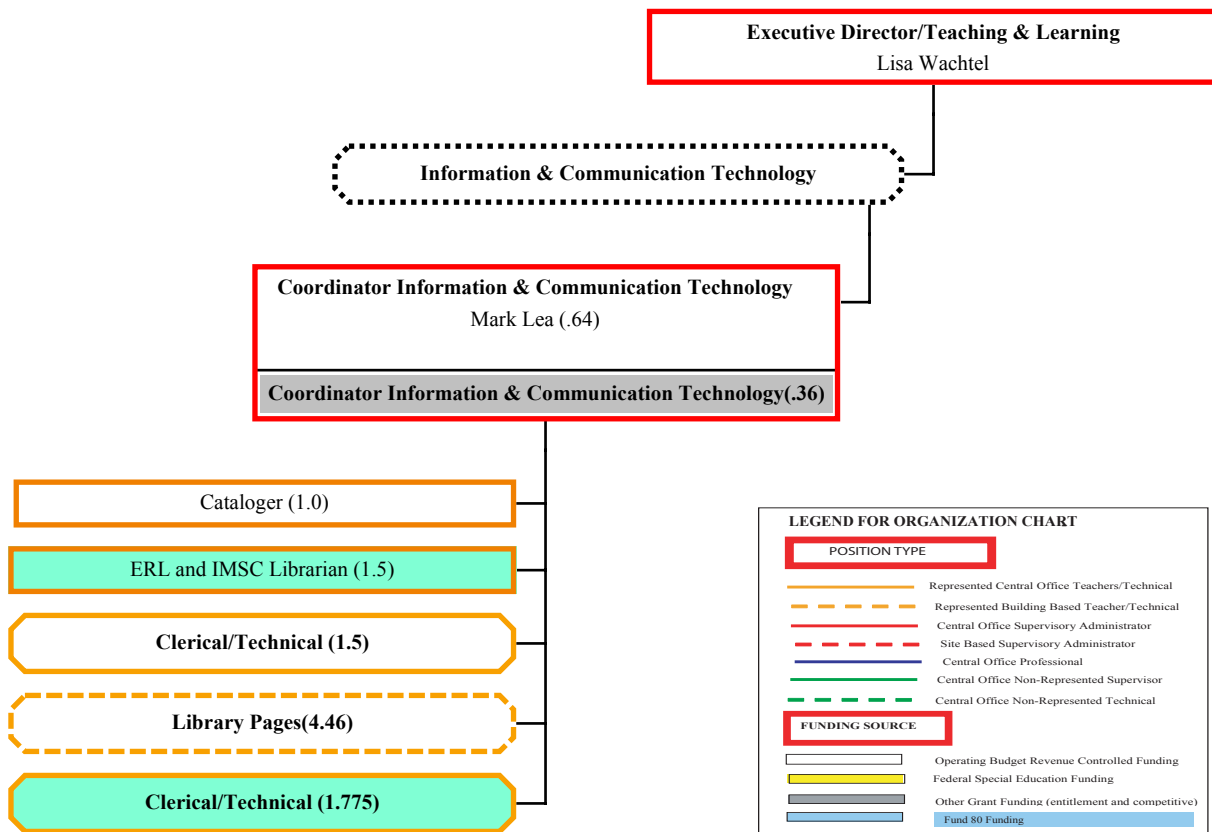 Executive Director/Teaching & Learning
Lisa Wachtel
Information & Communication Technology
Coordinator Information & Communication Technology
Mark Lea (.64)
Coordinator Information & Communication Technology(.36)
Cataloger (1.0)
ERL and IMSC Librarian (1.5)
Clerical/Technical (1.5)
Library Pages(4.46)
Clerical/Technical (1.775)
LEGEND FOR ORGANIZATION CHART
POSITION TYPE
Represented Central Office Teachers/Technical
Represented Building Based Teacher/Technical
Central Office Supervisory Administrator
Site Based Supervisory Administrator
Central Office Professional
Central Office Non-Represented Supervisor
Central Office Non-Represented Technical
FUNDING SOURCE
Operating Budget Revenue Controlled Funding
Federal Special Education Funding
Other Grant Funding (entitlement and competitive)
Fund 80 Funding